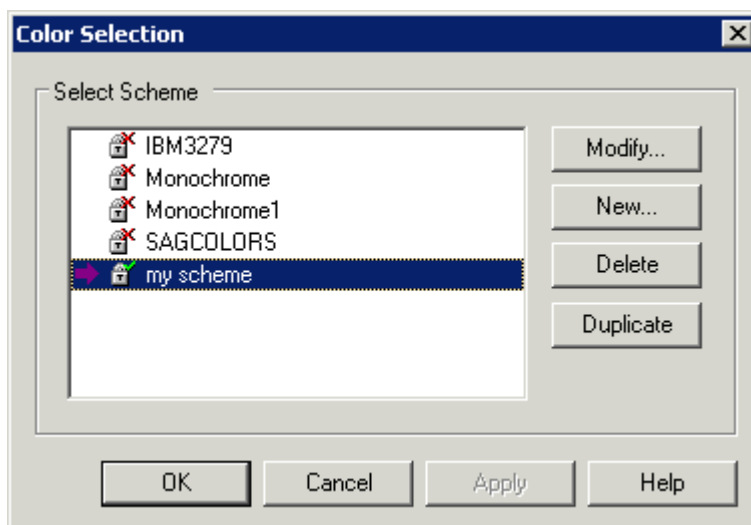 Color Selection
Select Scheme
IBM3279
Monochrome
Monochrome1
SAGCOLORS
my scheme
Modify...
New...
Delete
Duplicate
OK
Cancel
Apply
Help